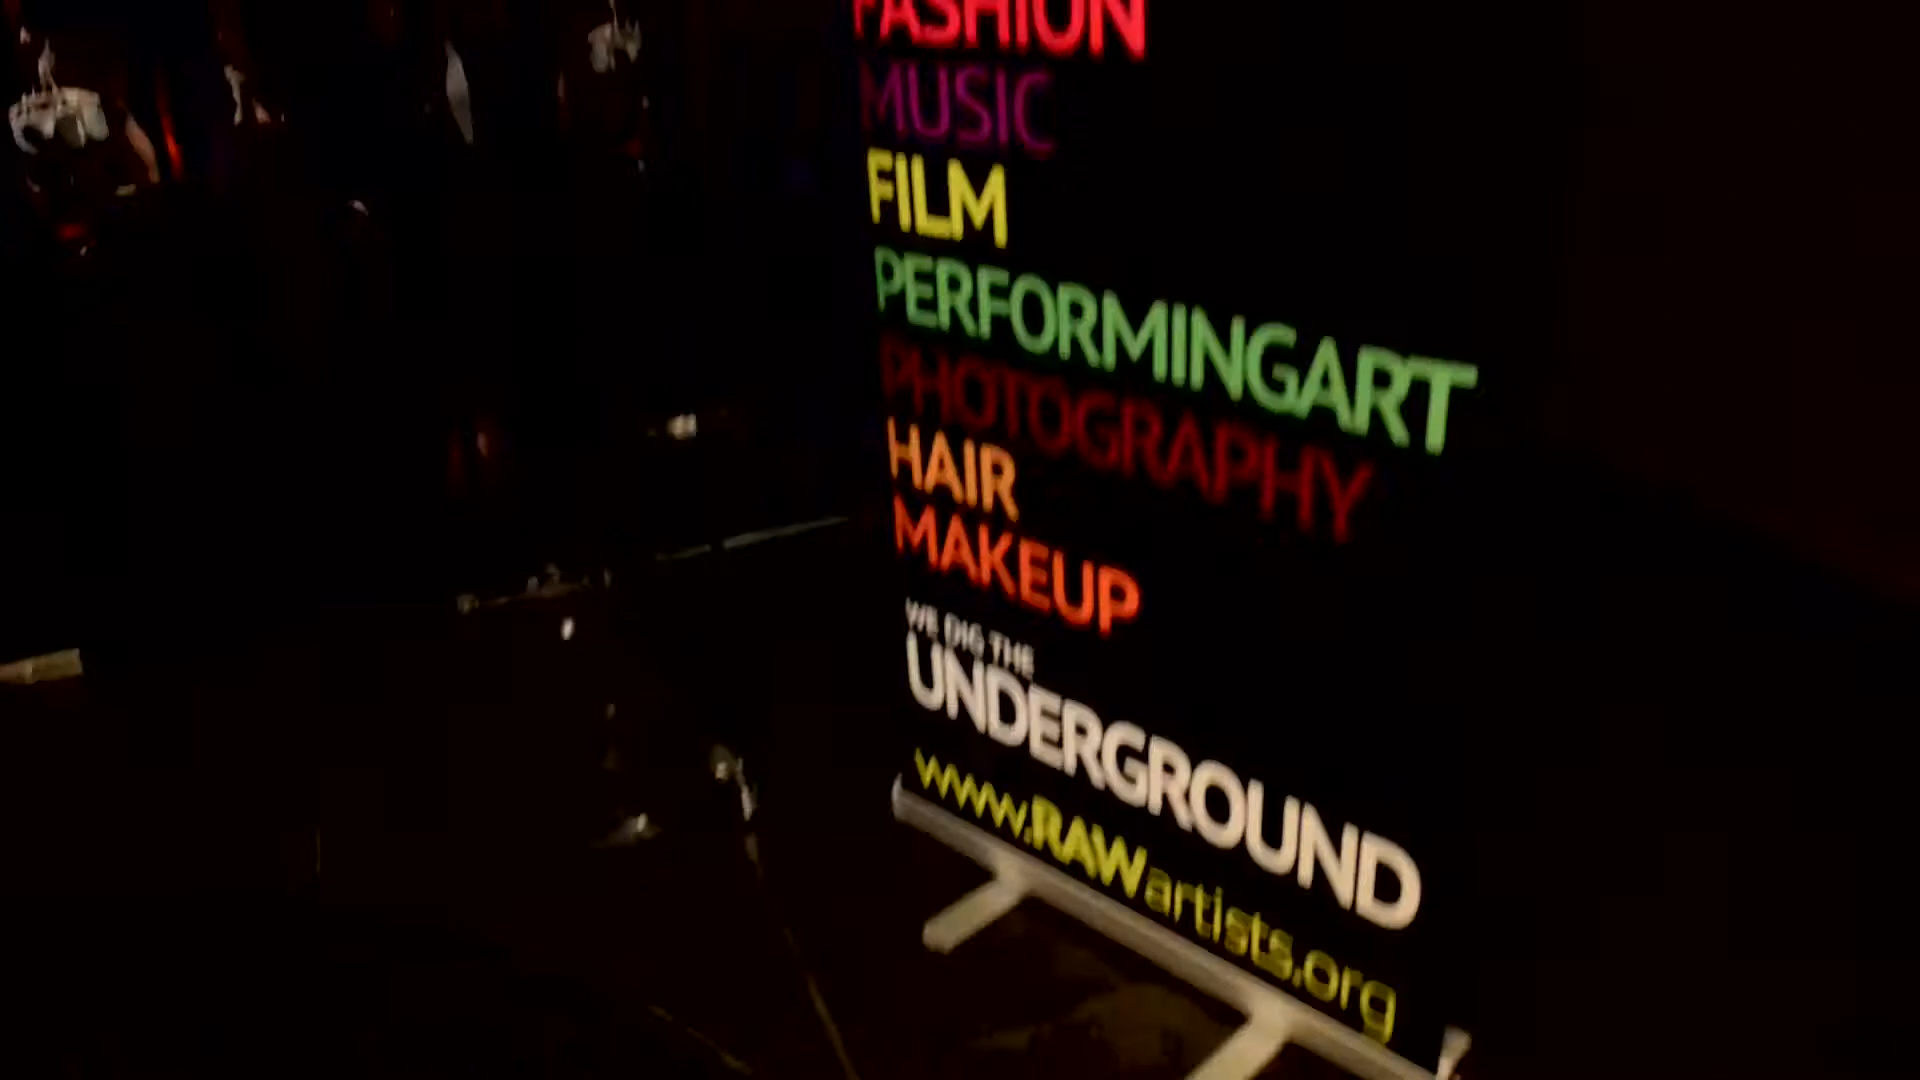 FASHION
MUSIC
FILM
PERFORMINGART
PHOTOGRAPHY
HAIR
MAKEUP
WE DIG THE
UNDERGROUND
www.RAWartists.org